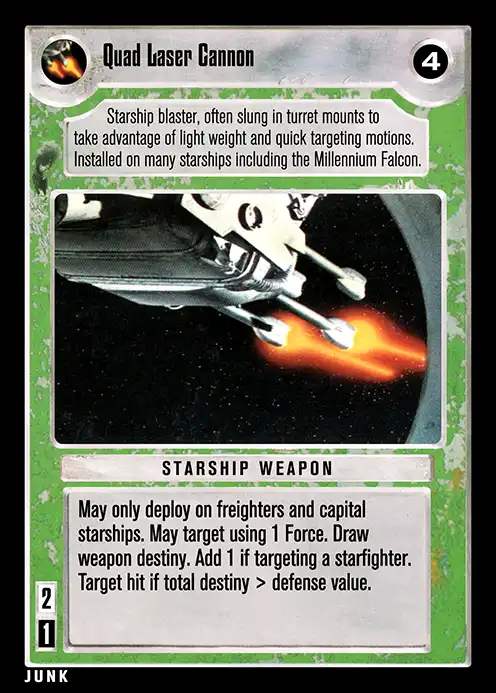 Quad Laser Cannon
4
Starship blaster, often slung in turret mounts to
take advantage of light weight and quick targeting motions.
Installed on many starships including the Millennium Falcon.
STARSHIP WEAPON
May only deploy on freighters and capital
starships. May target using 1 Force. Draw
weapon destiny. Add 1 if targeting a starfighter.
Target hit if total destiny > defense value.
2
1
JUNK